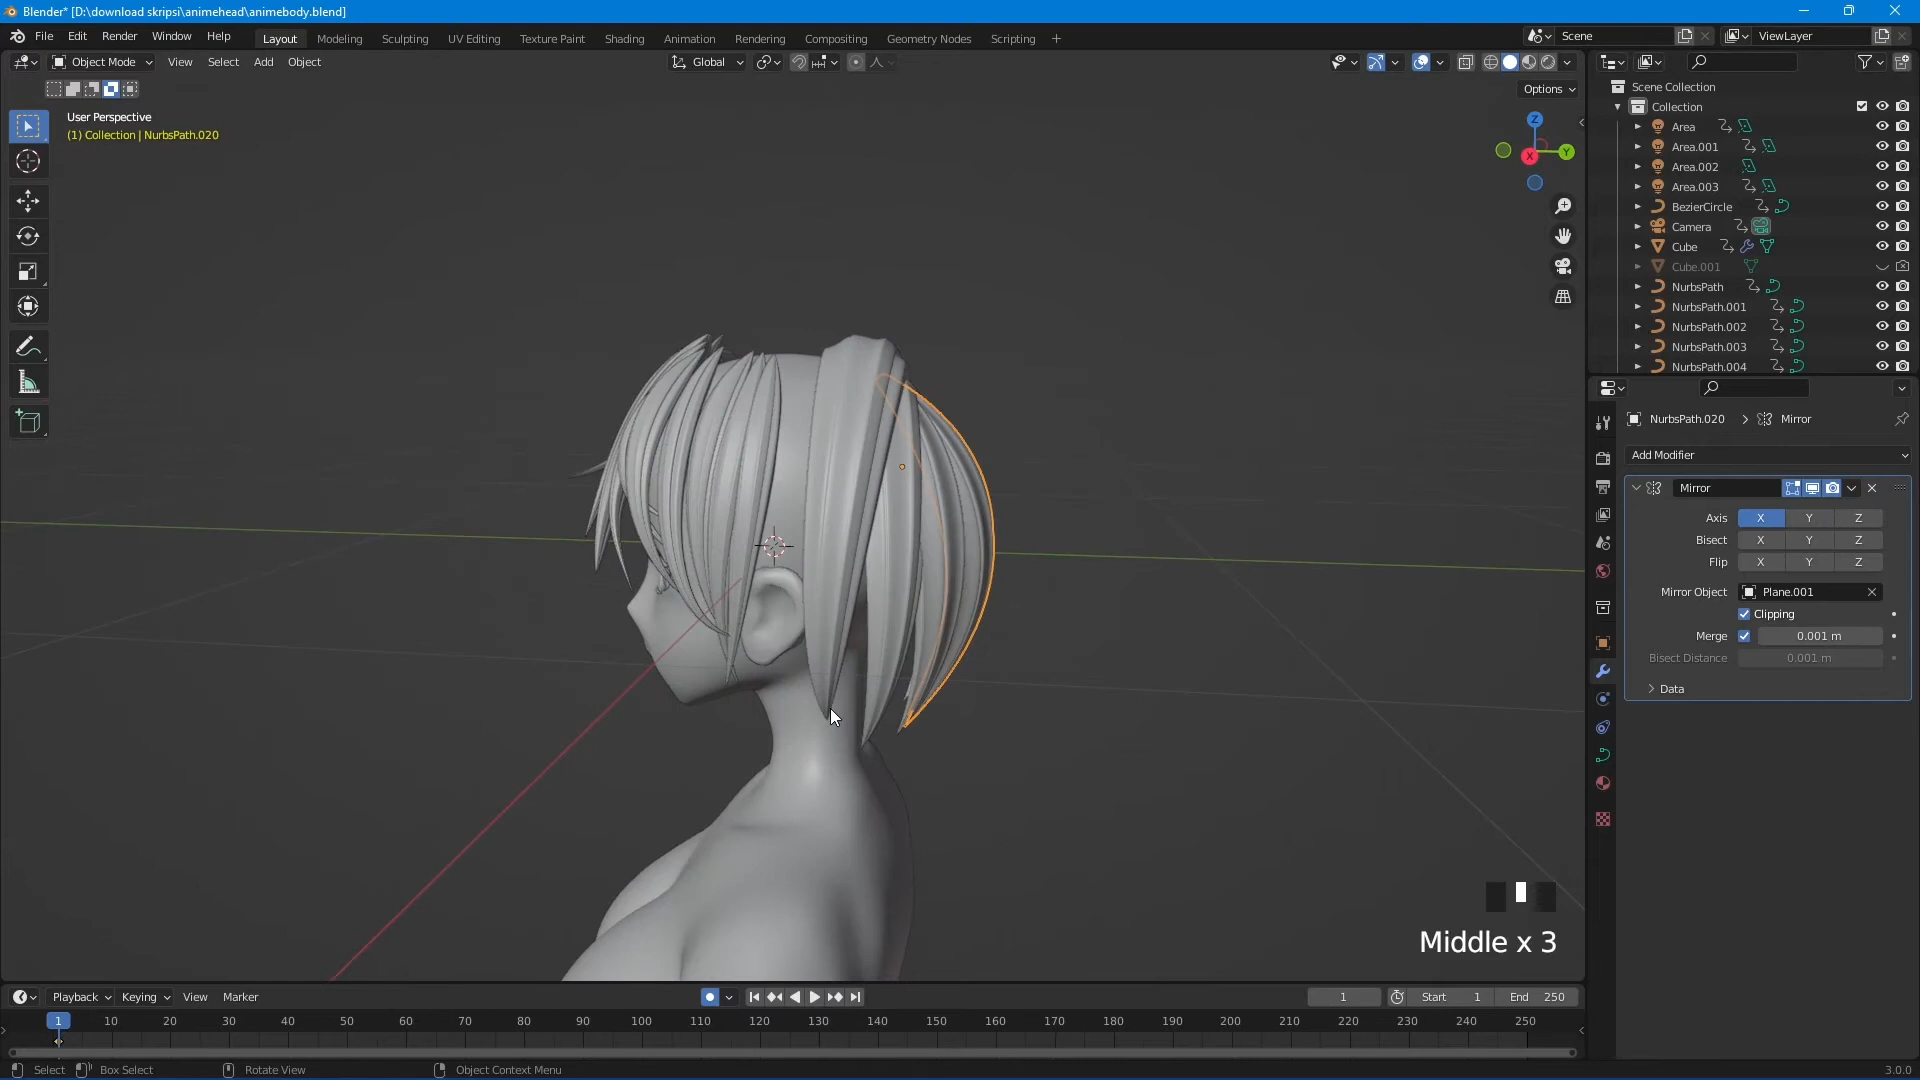 Blender* [D:\download skripsi\animehead\animebody.blend]
File Edit Render Window Help Layout Modeling Sculpting UV Editing Texture Paint Shading Animation Rendering Compositing Geometry Nodes Scripting + Scene ViewLayer
Object Mode View Select Add Object Global
Options
User Perspective
(1) Collection | NurbsPath.020
Z
Y
X
Scene Collection
Collection
Area
Area.001
Area.002
Area.003
BezierCircle
Camera
Cube
Cube.001
NurbsPath
NurbsPath.001
NurbsPath.002
NurbsPath.003
NurbsPath.004
NurbsPath.020 > Mirror
Add Modifier
Mirror
Axis X Y Z
Bisect X Y Z
Flip X Y Z
Mirror Object Plane.001
Clipping
Merge 0.001 m
Bisect Distance 0.001 m
Data
Middle x 3
Playback Keying View Marker 1 Start 1 End 250
1 10 20 30 40 50 60 70 80 90 100 110 120 130 140 150 160 170 180 190 200 210 220 230 240 250
Select Box Select Rotate View Object Context Menu 3.0.0